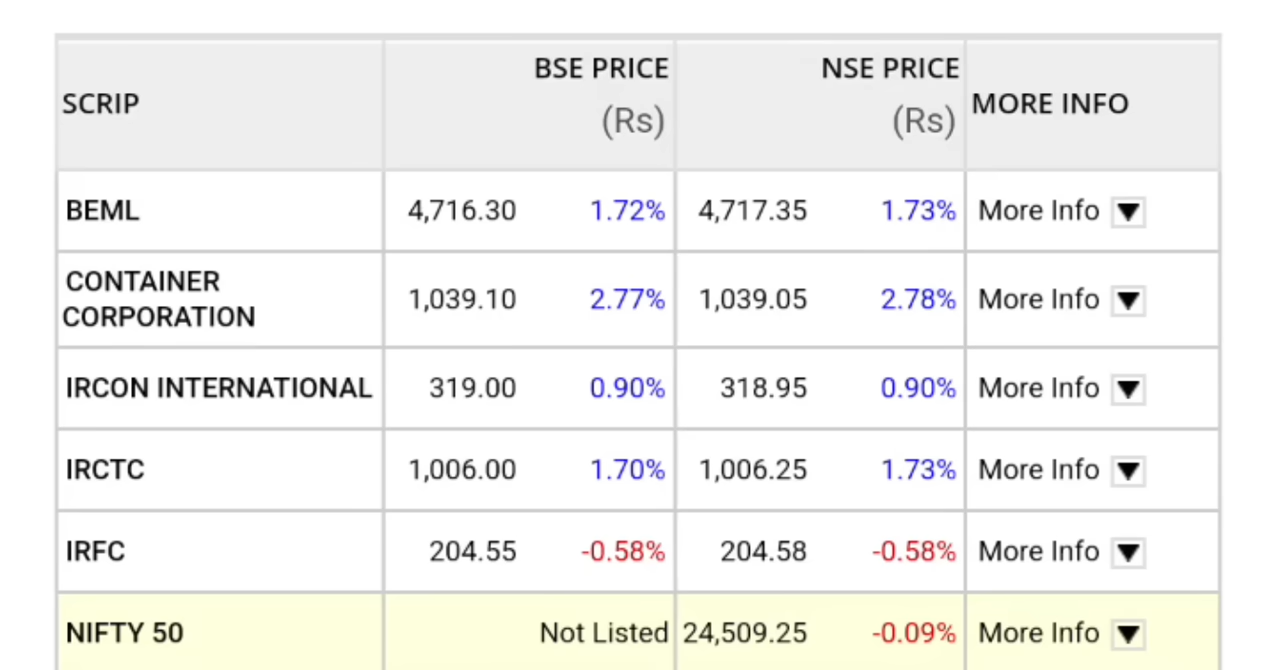 SCRIP BSE PRICE (Rs) NSE PRICE (Rs) MORE INFO
BEML 4,716.30 1.72% 4,717.35 1.73% More Info
CONTAINER
CORPORATION 1,039.10 2.77% 1,039.05 2.78% More Info
IRCON INTERNATIONAL 319.00 0.90% 318.95 0.90% More Info
IRCTC 1,006.00 1.70% 1,006.25 1.73% More Info
IRFC 204.55 -0.58% 204.58 -0.58% More Info
NIFTY 50 Not Listed 24,509.25 -0.09% More Info